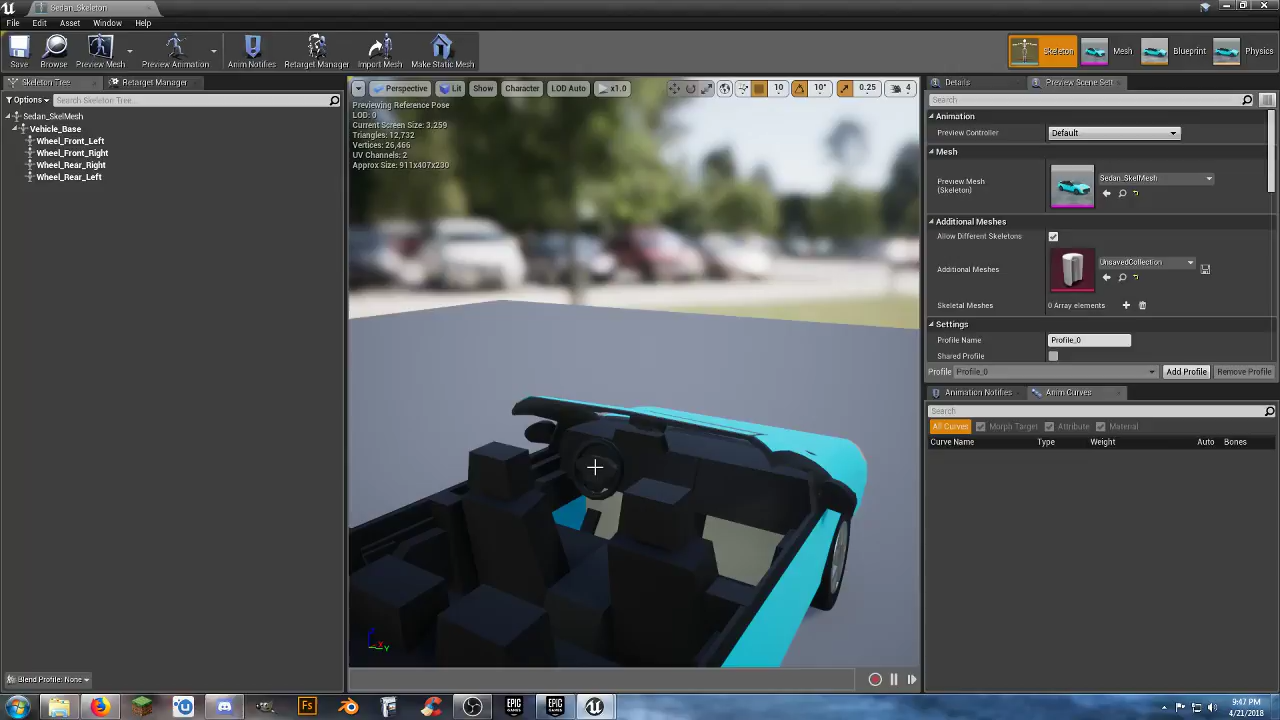 Sedan_Skeleton
File Edit Asset Window Help
Save Browse Preview Mesh Preview Animation Anim Notifies Retarget Manager Import Mesh Make Static Mesh Skeleton Mesh Blueprint Physics
Skeleton Tree Retarget Manager
Options Search Skeleton Tree...
Sedan_SkelMesh
Vehicle_Base
Wheel_Front_Left
Wheel_Front_Right
Wheel_Rear_Right
Wheel_Rear_Left
Blend Profile: None
Perspective Lit Show Character LOD Auto x1.0 10 10° 0.25 4
Previewing Reference Pose
LOD: 0
Current Screen Size: 3.259
Triangles: 12,732
Vertices: 26,466
UV Channels: 2
Approx Size: 911x407x230
Details Preview Scene Sett
Search
Animation
Preview Controller Default
Mesh
Preview Mesh
(Skeleton)
Sedan_SkelMesh
Additional Meshes
Allow Different Skeletons
Additional Meshes UnsavedCollection
Skeletal Meshes 0 Array elements
Settings
Profile Name Profile_0
Shared Profile
Profile Profile_0 Add Profile Remove Profile
Animation Notifies Anim Curves
Search
All Curves Morph Target Attribute Material
Curve Name Type Weight Auto Bones
Fs
EPIC GAMES
EPIC GAMES
9:47 PM
4/21/2018